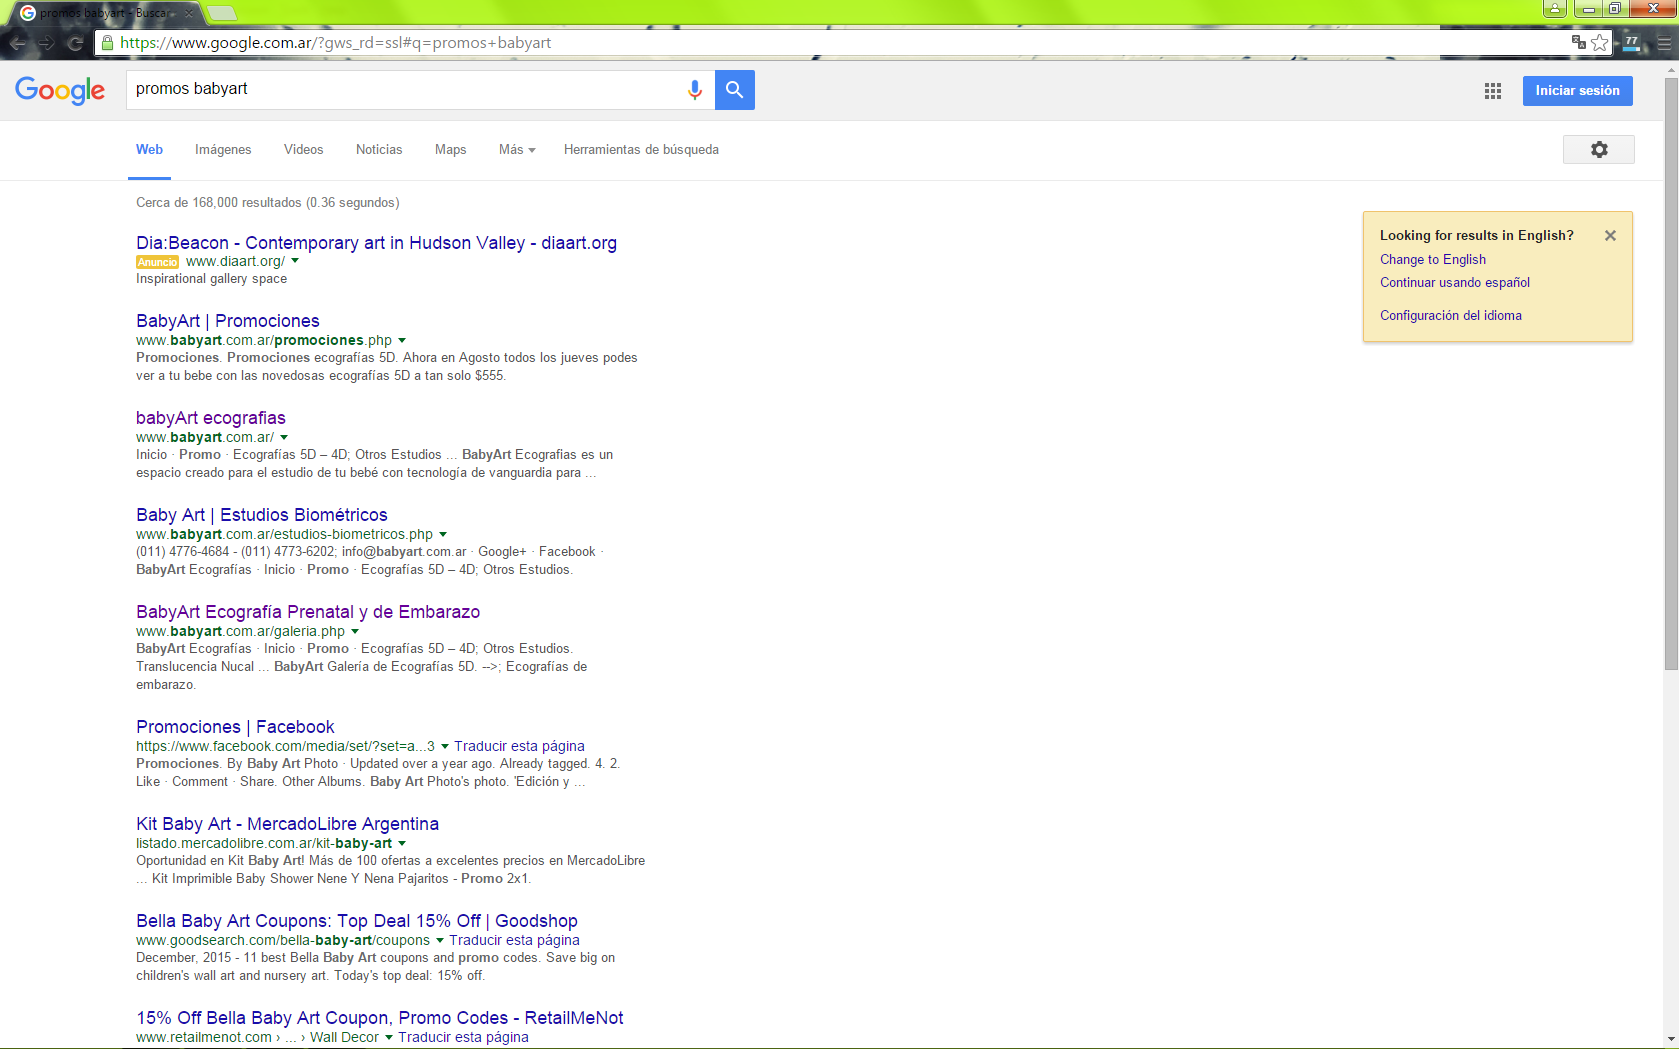 promos babyart - Busca
https://www.google.com.ar/?gws_rd=ssl#q=promos+babyart
77
Google
promos babyart
Iniciar sesión
Web Imágenes Videos Noticias Maps Más Herramientas de búsqueda
Cerca de 168,000 resultados (0.36 segundos)
Looking for results in English?
Change to English
Continuar usando español
Configuración del idioma
Dia:Beacon - Contemporary art in Hudson Valley - diaart.org
Anuncio www.diaart.org/
Inspirational gallery space
BabyArt | Promociones
www.babyart.com.ar/promociones.php
Promociones. Promociones ecografías 5D. Ahora en Agosto todos los jueves podes
ver a tu bebe con las novedosas ecografías 5D a tan solo $555.
babyArt ecografias
www.babyart.com.ar/
Inicio · Promo · Ecografías 5D – 4D; Otros Estudios ... BabyArt Ecografias es un
espacio creado para el estudio de tu bebé con tecnología de vanguardia para ...
Baby Art | Estudios Biométricos
www.babyart.com.ar/estudios-biometricos.php
(011) 4776-4684 - (011) 4773-6202; info@babyart.com.ar · Google+ · Facebook ·
BabyArt Ecografías · Inicio · Promo · Ecografías 5D – 4D; Otros Estudios.
BabyArt Ecografía Prenatal y de Embarazo
www.babyart.com.ar/galeria.php
BabyArt Ecografías · Inicio · Promo · Ecografías 5D – 4D; Otros Estudios.
Translucencia Nucal ... BabyArt Galería de Ecografías 5D. -->; Ecografías de
embarazo.
Promociones | Facebook
https://www.facebook.com/media/set/?set=a...3 Traducir esta página
Promociones. By Baby Art Photo · Updated over a year ago. Already tagged. 4. 2.
Like · Comment · Share. Other Albums. Baby Art Photo's photo. 'Edición y ...
Kit Baby Art - MercadoLibre Argentina
listado.mercadolibre.com.ar/kit-baby-art
Oportunidad en Kit Baby Art! Más de 100 ofertas a excelentes precios en MercadoLibre
... Kit Imprimible Baby Shower Nene Y Nena Pajaritos - Promo 2x1.
Bella Baby Art Coupons: Top Deal 15% Off | Goodshop
www.goodsearch.com/bella-baby-art/coupons Traducir esta página
December, 2015 - 11 best Bella Baby Art coupons and promo codes. Save big on
children's wall art and nursery art. Today's top deal: 15% off.
15% Off Bella Baby Art Coupon, Promo Codes - RetailMeNot
www.retailmenot.com › ... › Wall Decor Traducir esta página